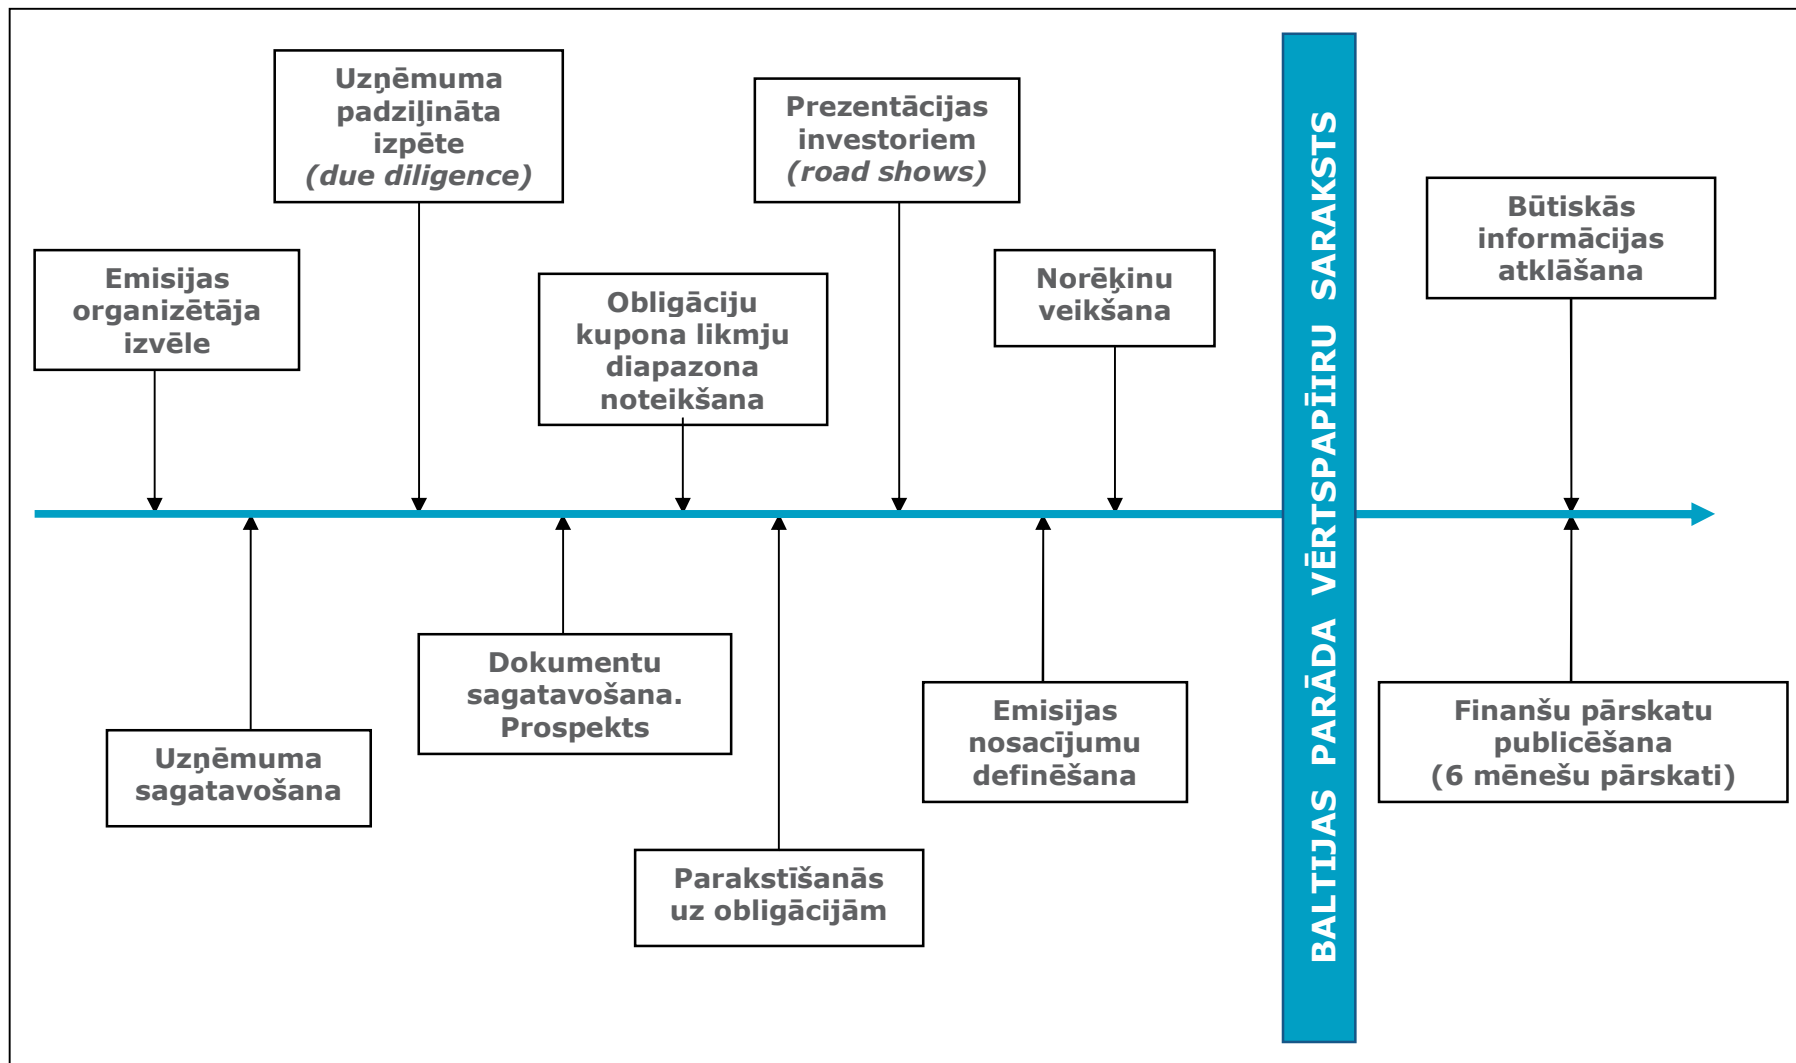 Uzņēmuma
padziļināta
izpēte
(due diligence)
Prezentācijas
investoriem
(road shows)
Būtiskās
informācijas
atklāšana
Emisijas
organizētāja
izvēle
Obligāciju
kupona likmju
diapazona
noteikšana
Norēķinu
veikšana
BALTIJAS PARĀDA VĒRTSPAPĪIRU SARAKSTS
Uzņēmuma
sagatavošana
Dokumentu
sagatavošana.
Prospekts
Parakstīšanās
uz obligācijām
Emisijas
nosacījumu
definēšana
Finanšu pārskatu
publicēšana
(6 mēnešu pārskati)